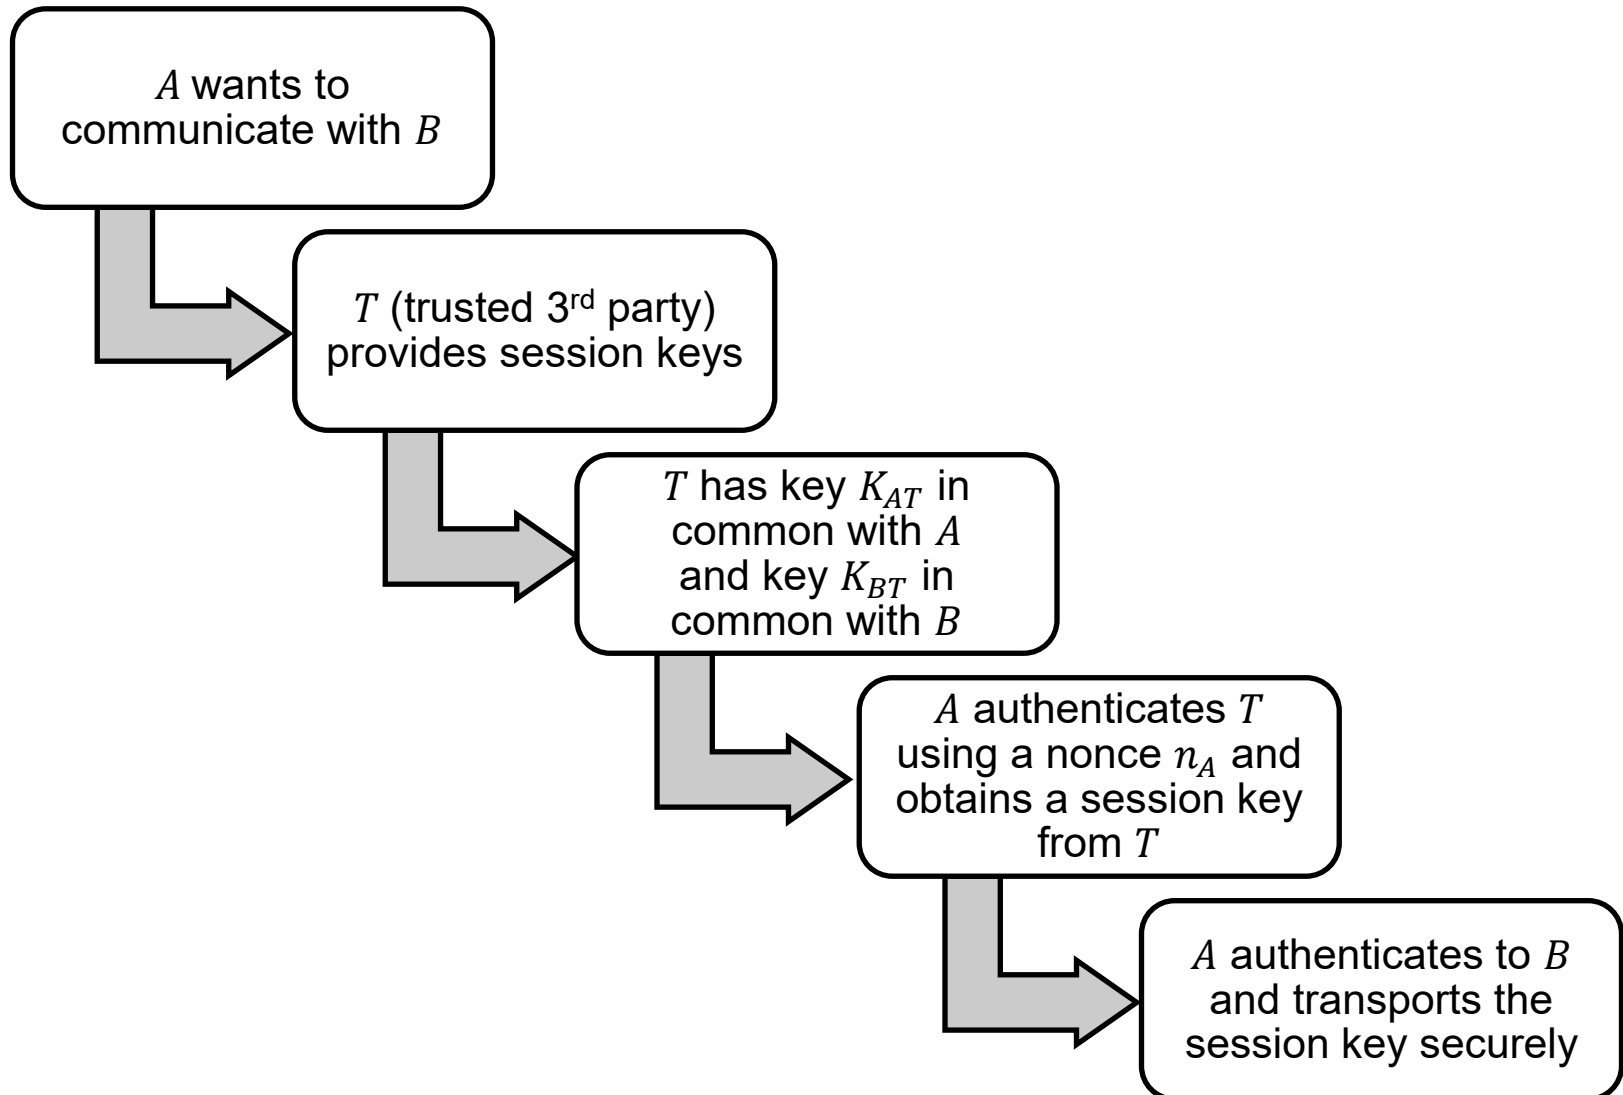 A wants to
communicate with B
T (trusted 3rd party)
provides session keys
T has key K_AT in
common with A
and key K_BT in
common with B
A authenticates T
using a nonce n_A and
obtains a session key
from T
A authenticates to B
and transports the
session key securely